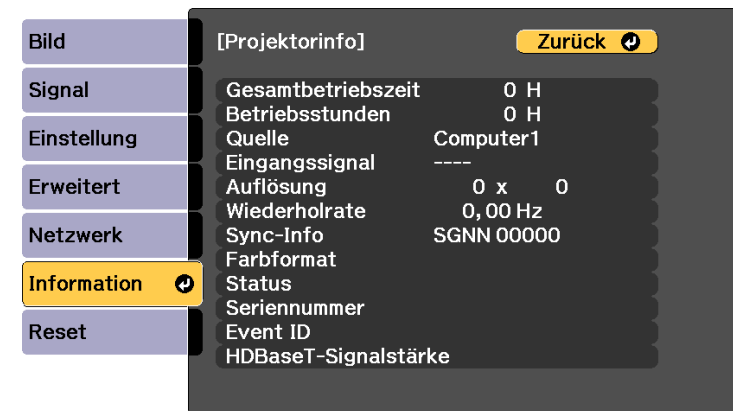 Bild
Signal
Einstellung
Erweitert
Netzwerk
Information
Reset
[Projektorinfo]
Zurück
Gesamtbetriebszeit 0 H
Betriebsstunden 0 H
Quelle Computer1
Eingangssignal ----
Auflösung 0 x 0
Wiederholrate 0,00 Hz
Sync-Info SGNN 00000
Farbformat
Status
Seriennummer
Event ID
HDBaseT-Signalstärke